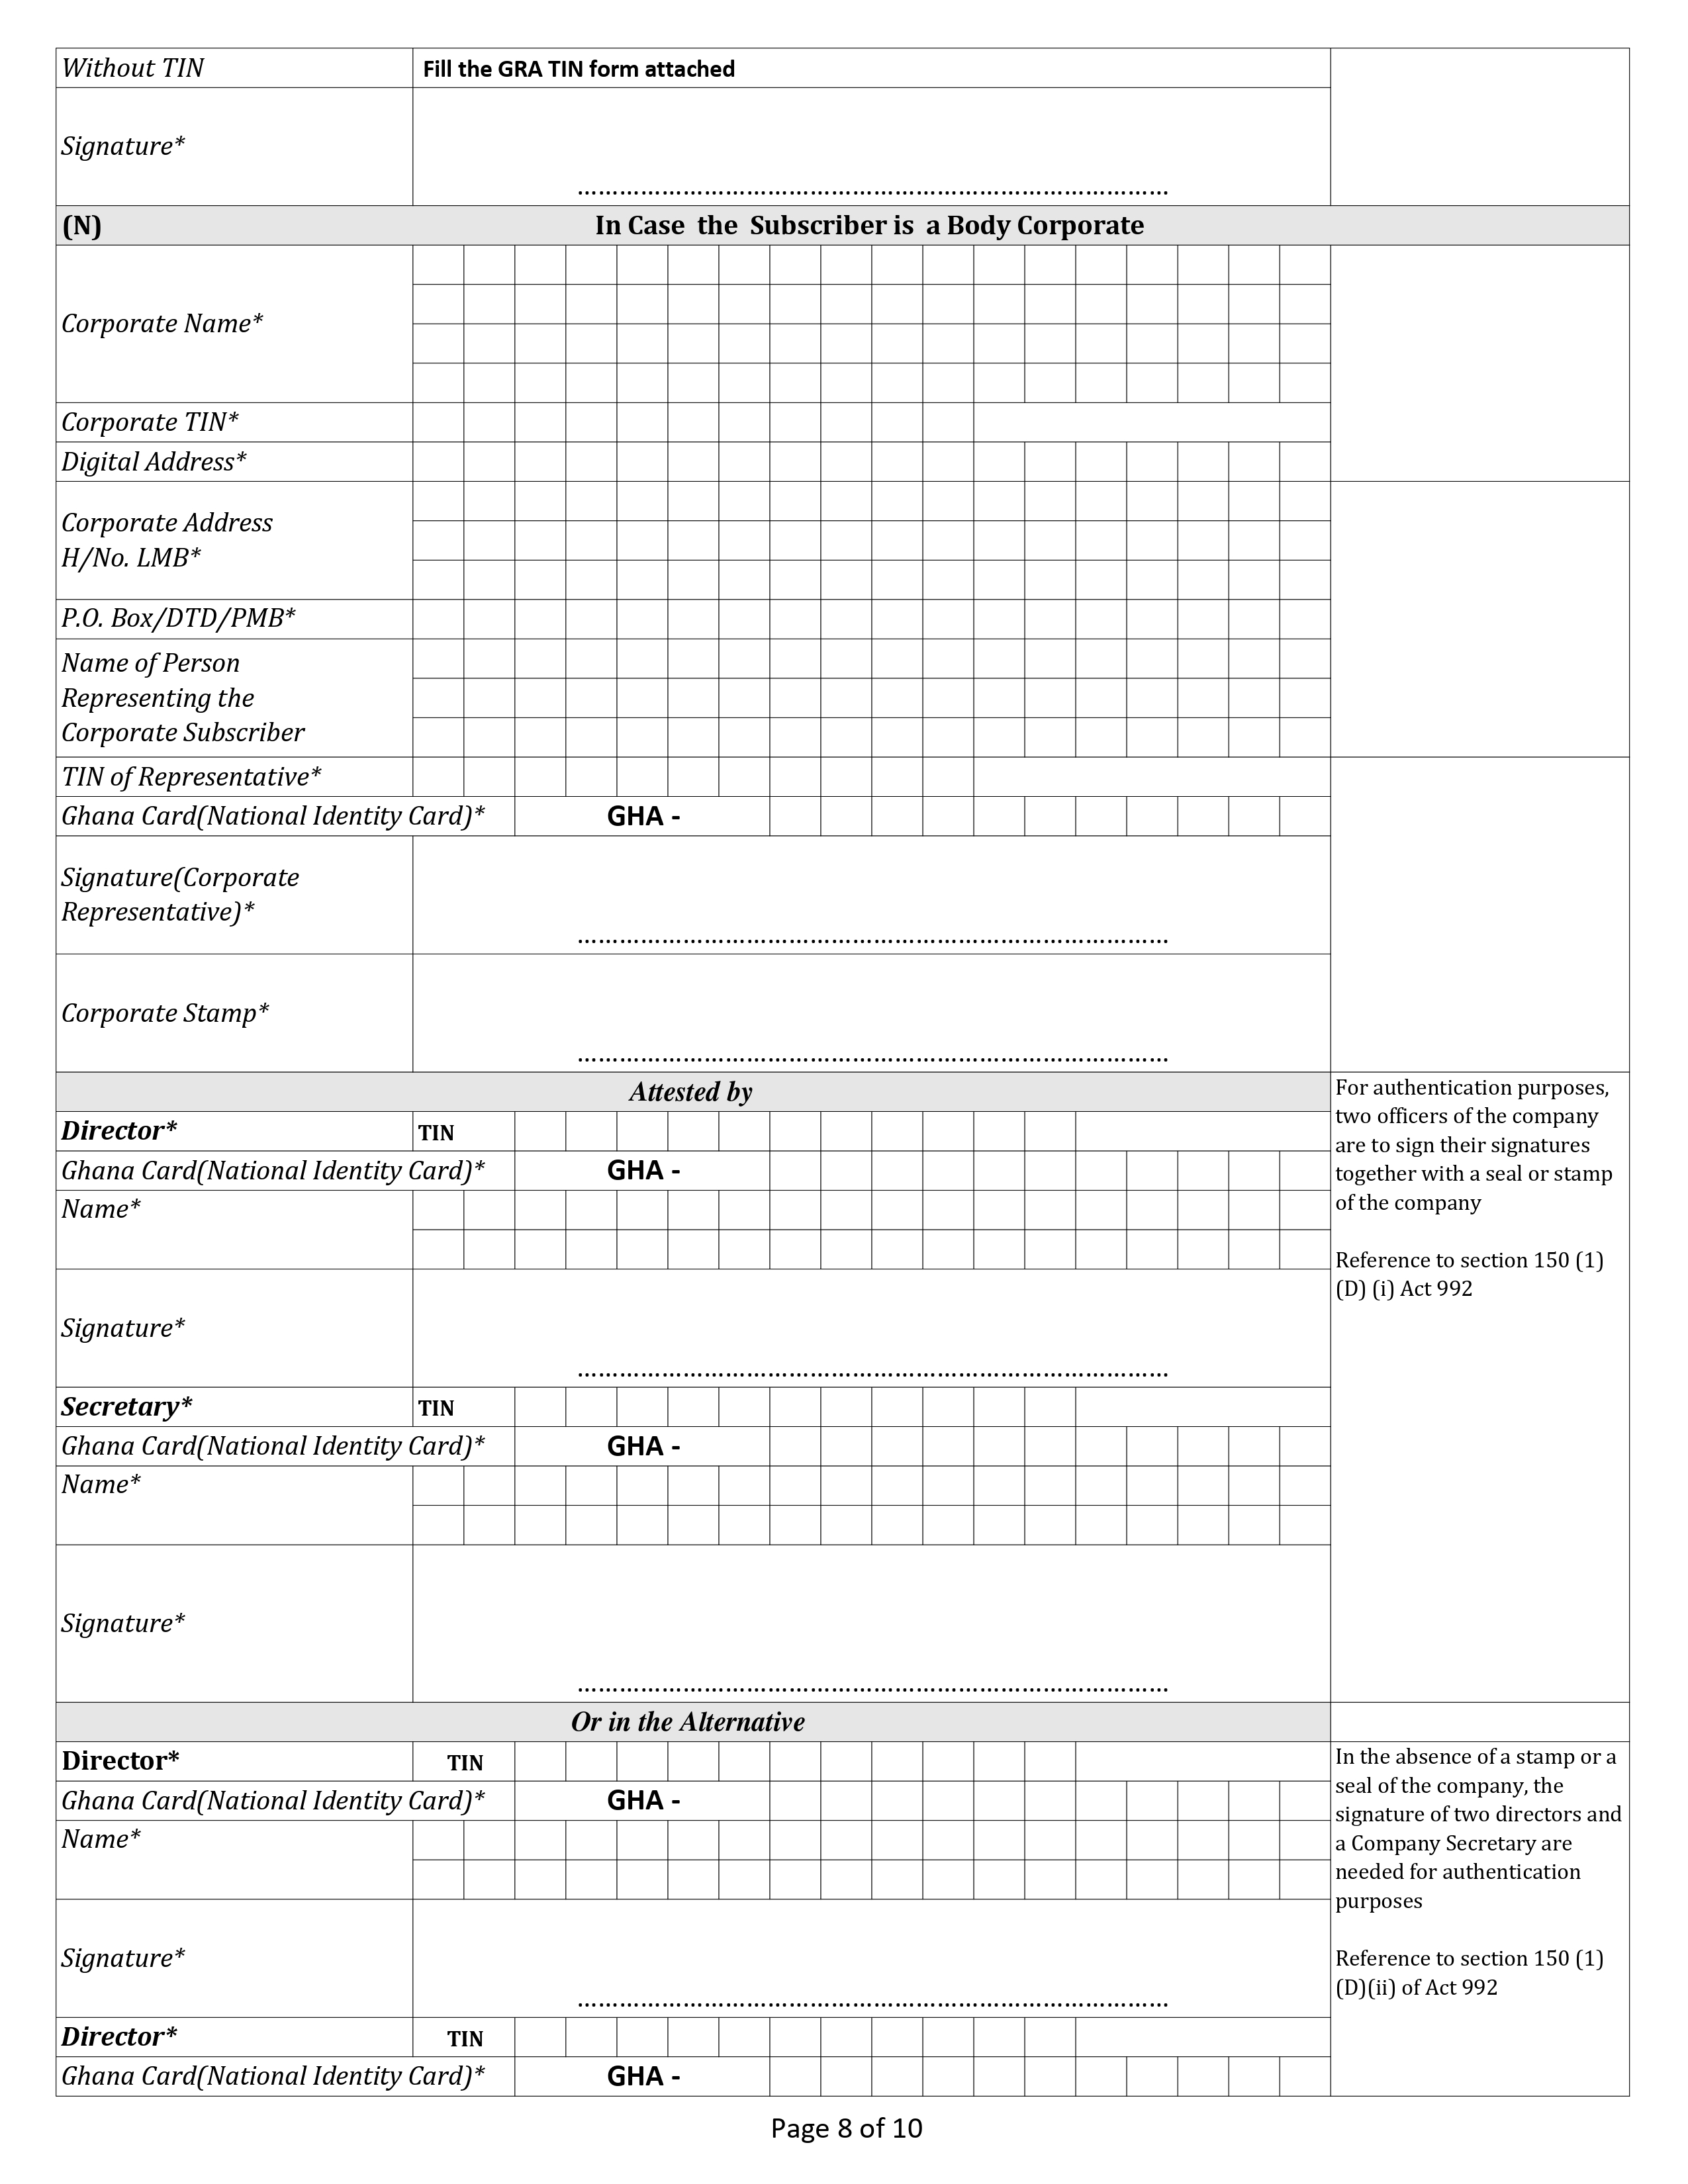 Without TIN
Fill the GRA TIN form attached
Signature*
……………………………………………………………………………
(N) In Case the Subscriber is a Body Corporate
Corporate Name*
Corporate TIN*
Digital Address*
Corporate Address
H/No. LMB*
P.O. Box/DTD/PMB*
Name of Person
Representing the
Corporate Subscriber
TIN of Representative*
Ghana Card(National Identity Card)* GHA -
Signature(Corporate
Representative)*
……………………………………………………………………………
Corporate Stamp*
……………………………………………………………………………
Attested by
For authentication purposes,
two officers of the company
are to sign their signatures
together with a seal or stamp
of the company
Reference to section 150 (1)
(D) (i) Act 992
Director* TIN
Ghana Card(National Identity Card)* GHA -
Name*
Signature*
……………………………………………………………………………
Secretary* TIN
Ghana Card(National Identity Card)* GHA -
Name*
Signature*
……………………………………………………………………………
Or in the Alternative
Director* TIN
In the absence of a stamp or a
seal of the company, the
signature of two directors and
a Company Secretary are
needed for authentication
purposes
Reference to section 150 (1)
(D)(ii) of Act 992
Ghana Card(National Identity Card)* GHA -
Name*
Signature*
……………………………………………………………………………
Director* TIN
Ghana Card(National Identity Card)* GHA -
Page 8 of 10